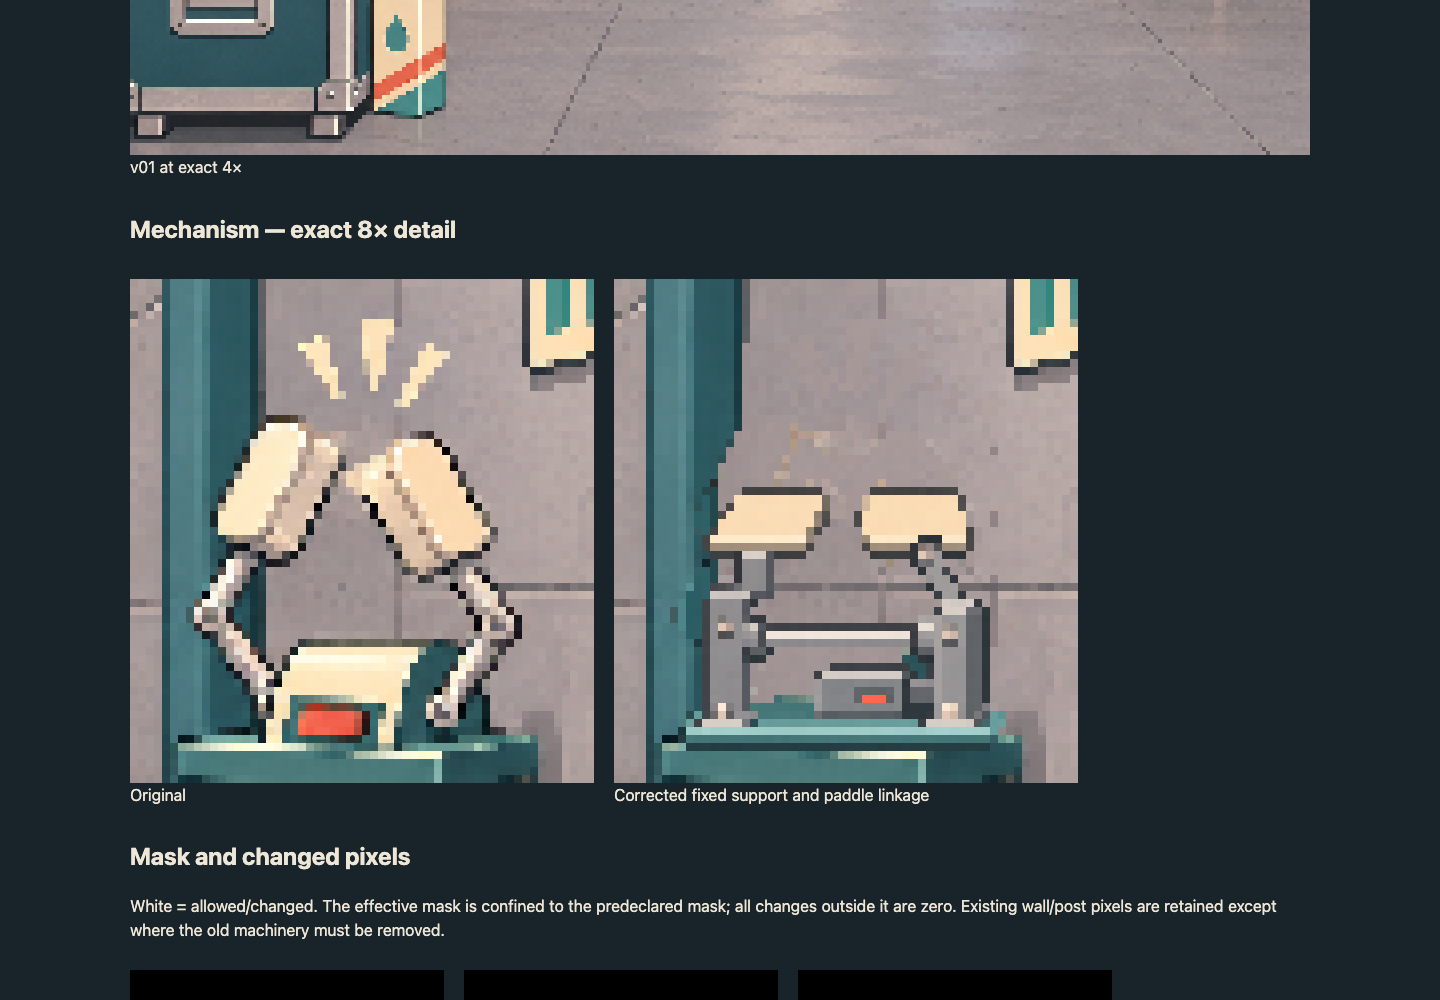 v01 at exact 4×
Mechanism — exact 8× detail
Original
Corrected fixed support and paddle linkage
Mask and changed pixels
White = allowed/changed. The effective mask is confined to the predeclared mask; all changes outside it are zero. Existing wall/post pixels are retained except
where the old machinery must be removed.